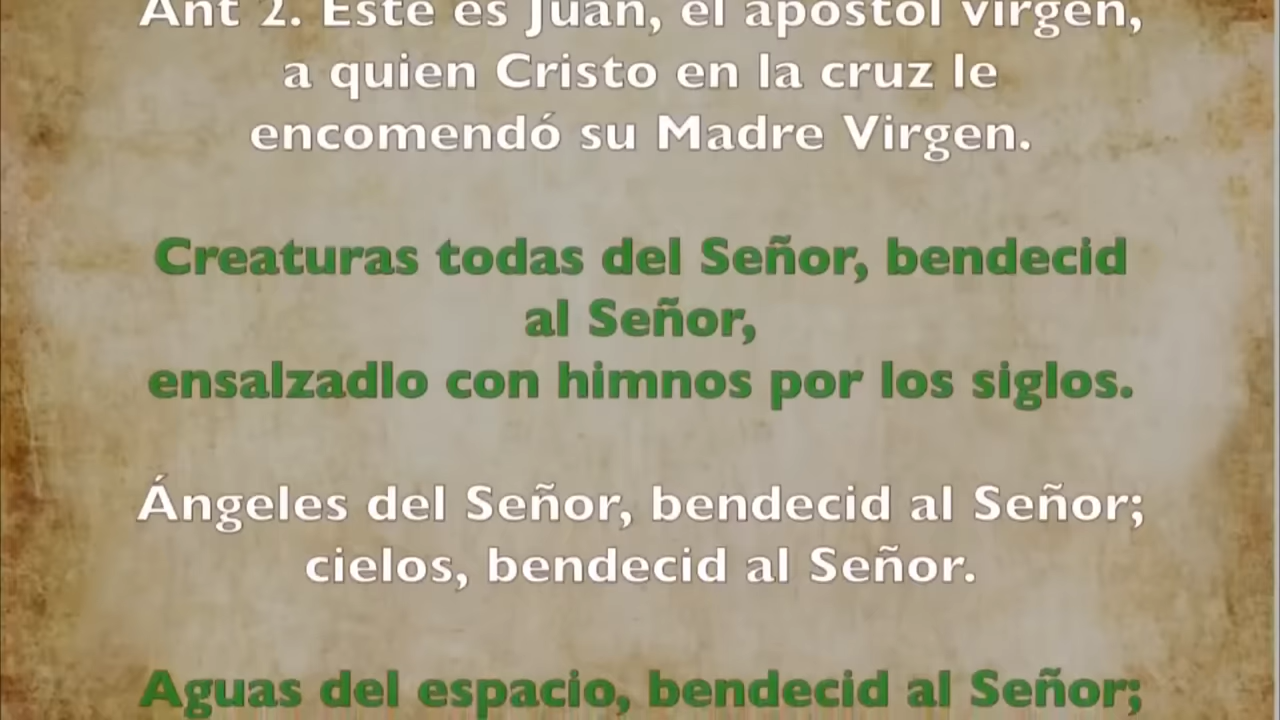 Ant 2. Este es Juan, el apóstol virgen,
a quien Cristo en la cruz le
encomendó su Madre Virgen.
Creaturas todas del Señor, bendecid
al Señor,
ensalzadlo con himnos por los siglos.
Ángeles del Señor, bendecid al Señor;
cielos, bendecid al Señor.
Aguas del espacio, bendecid al Señor;